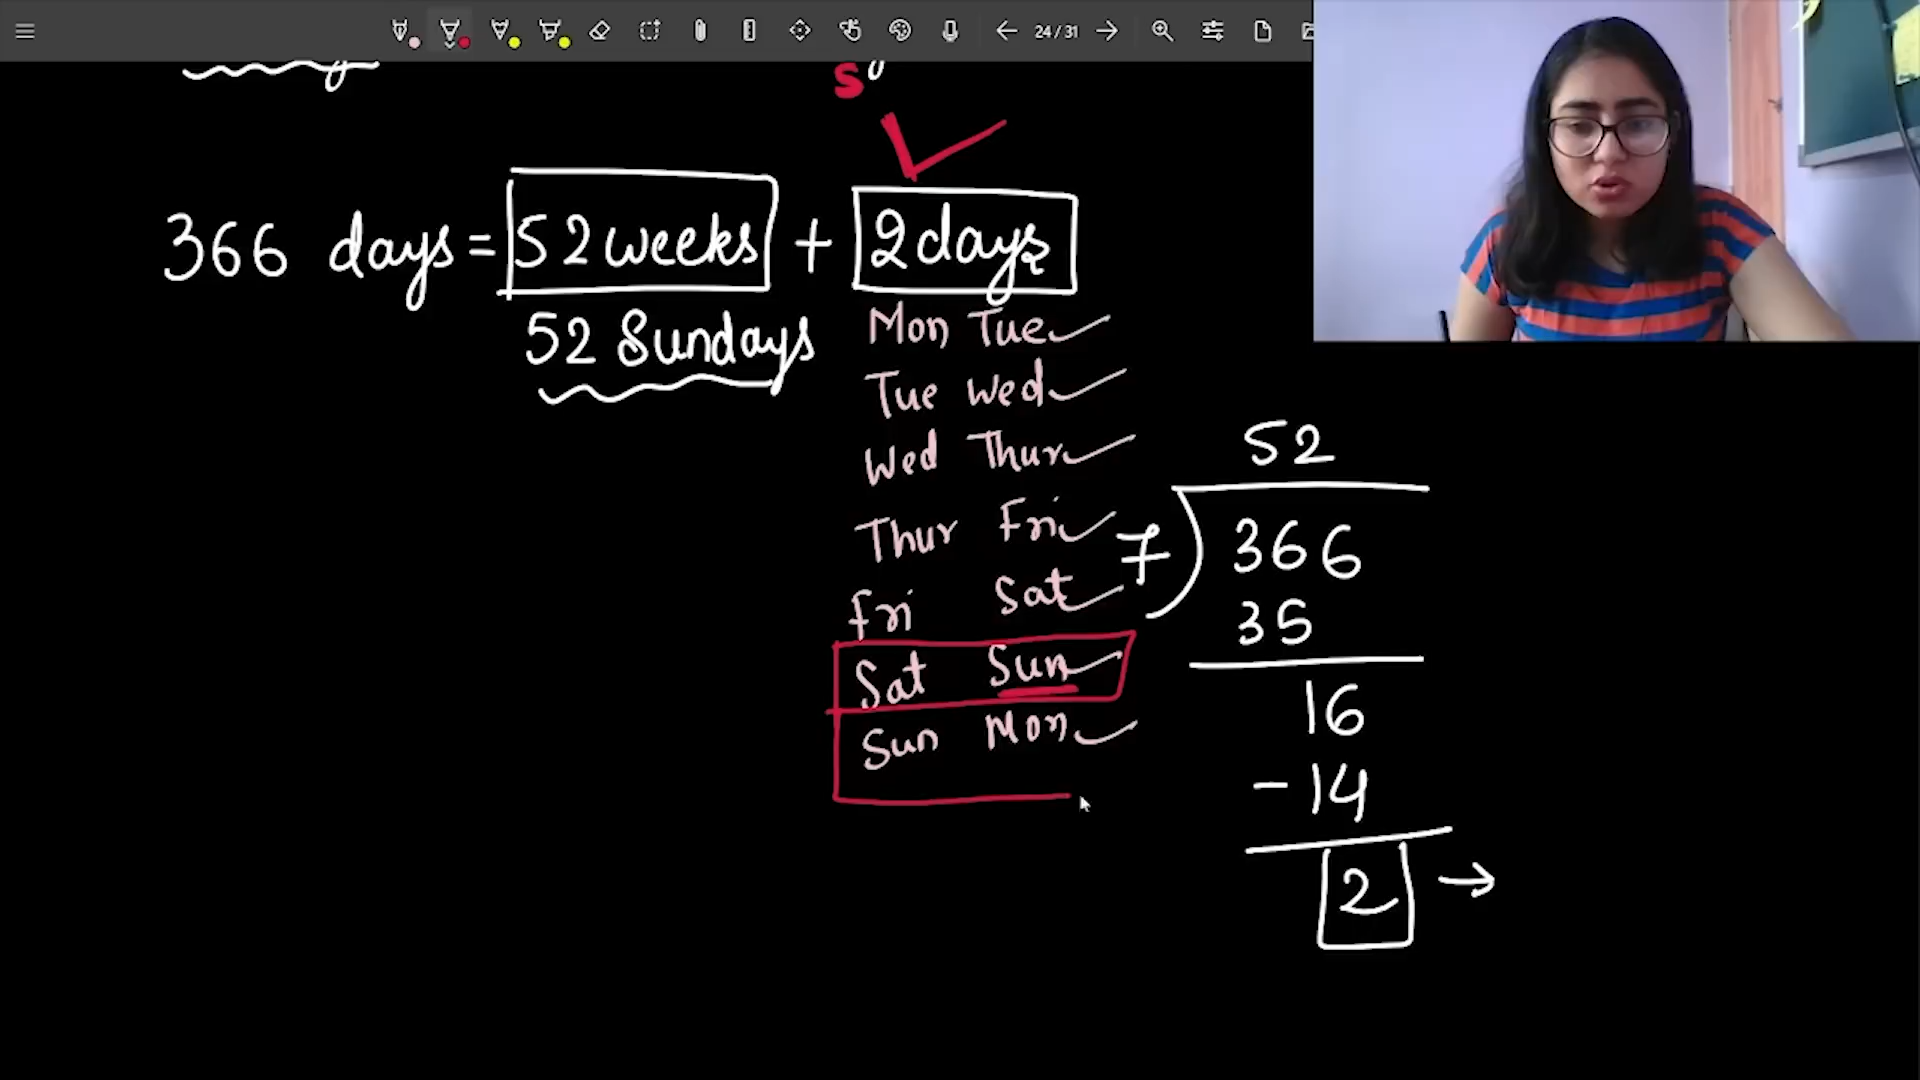 24/31
s
366 days = 52 weeks + 2 days
52 Sundays
Mon Tue
Tue Wed
Wed Thur
Thur Fri
Fri Sat
Sat Sun
Sun Mon
52
7) 366
35
16
- 14
2 →